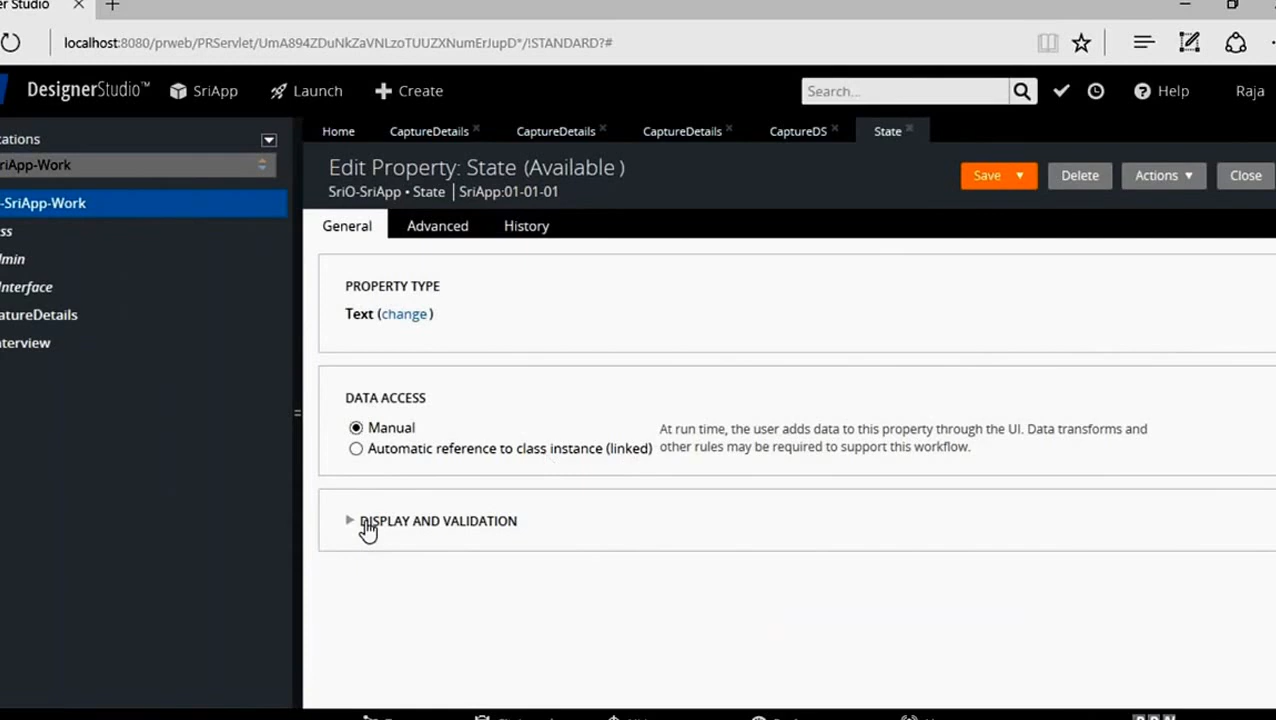 er Studio
localhost:8080/prweb/PRServlet/UmA894ZDuNkZaVNLzoTUUZXNumErJupD*/!STANDARD?#
DesignerStudio™ SriApp Launch Create Search... Help Raja
tations
riApp-Work
-SriApp-Work
ss
dmin
nterface
atureDetails
nterview
Home CaptureDetails CaptureDetails CaptureDetails CaptureDS State
Edit Property: State (Available )
SriO-SriApp • State SriApp:01-01-01
Save Delete Actions Close
General Advanced History
PROPERTY TYPE
Text (change )
DATA ACCESS
Manual
Automatic reference to class instance (linked)
At run time, the user adds data to this property through the UI. Data transforms and
other rules may be required to support this workflow.
DISPLAY AND VALIDATION